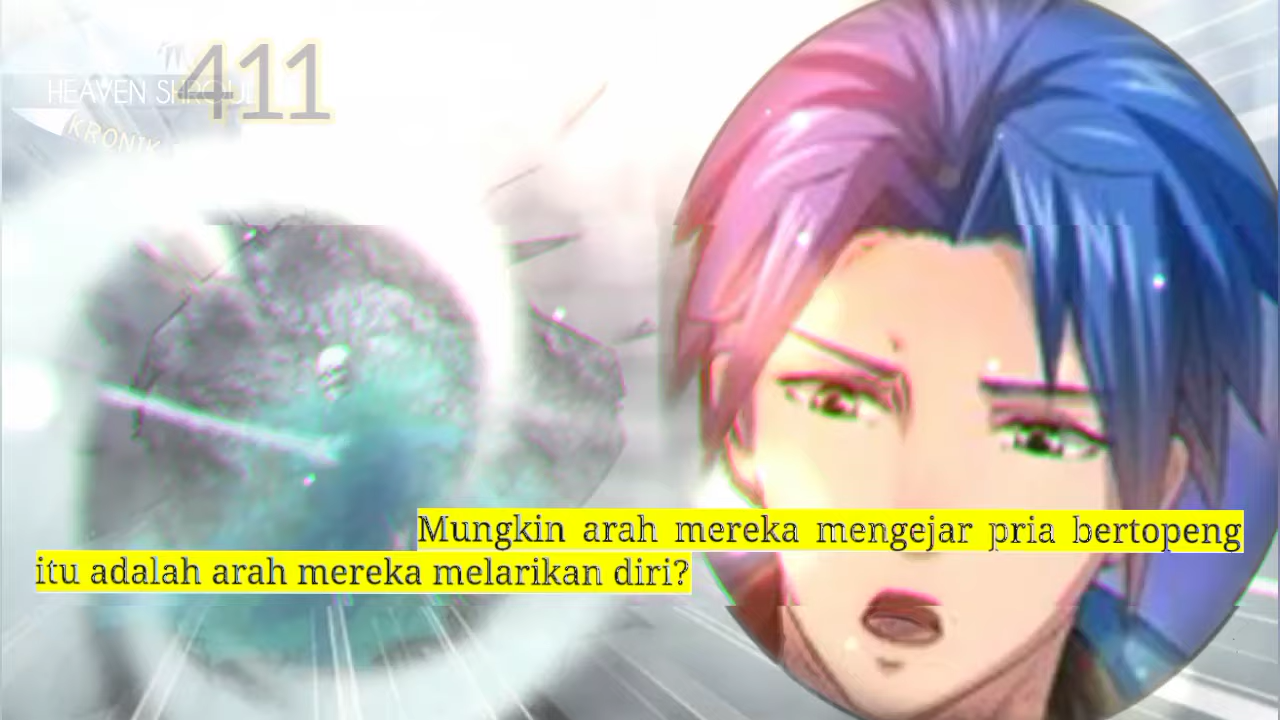 411
HEAVEN SHROUD
KRONIK
Mungkin arah mereka mengejar pria bertopeng
itu adalah arah mereka melarikan diri?